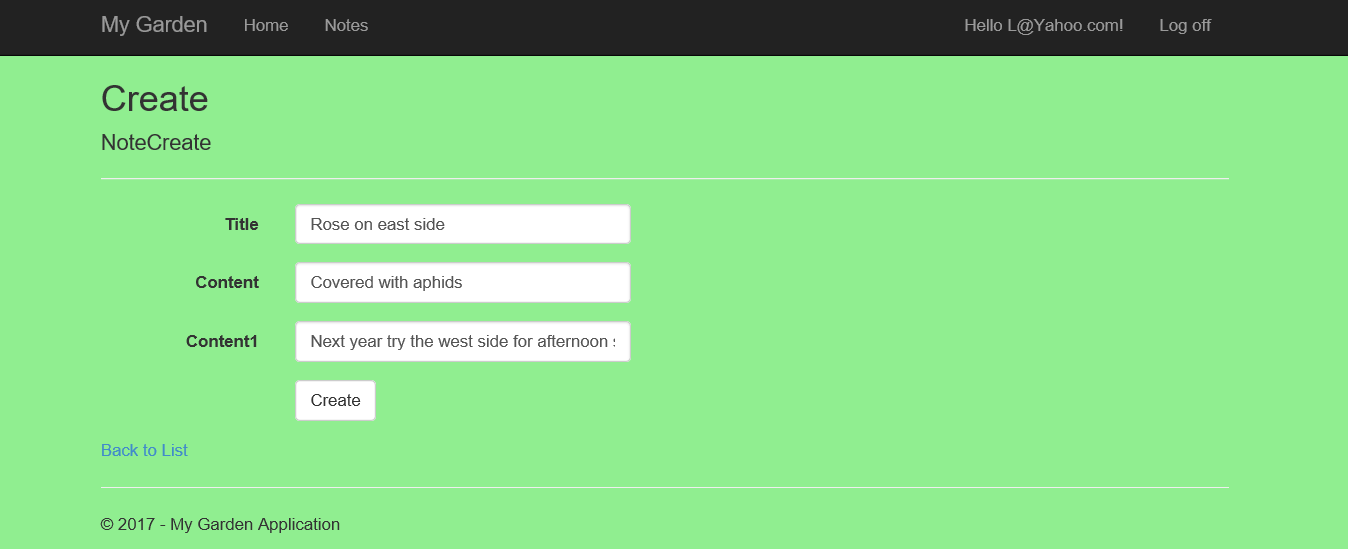 My Garden Home Notes Hello L@Yahoo.com! Log off
Create
NoteCreate
Title Rose on east side
Content Covered with aphids
Content1 Next year try the west side for afternoon
Create
Back to List
© 2017 - My Garden Application